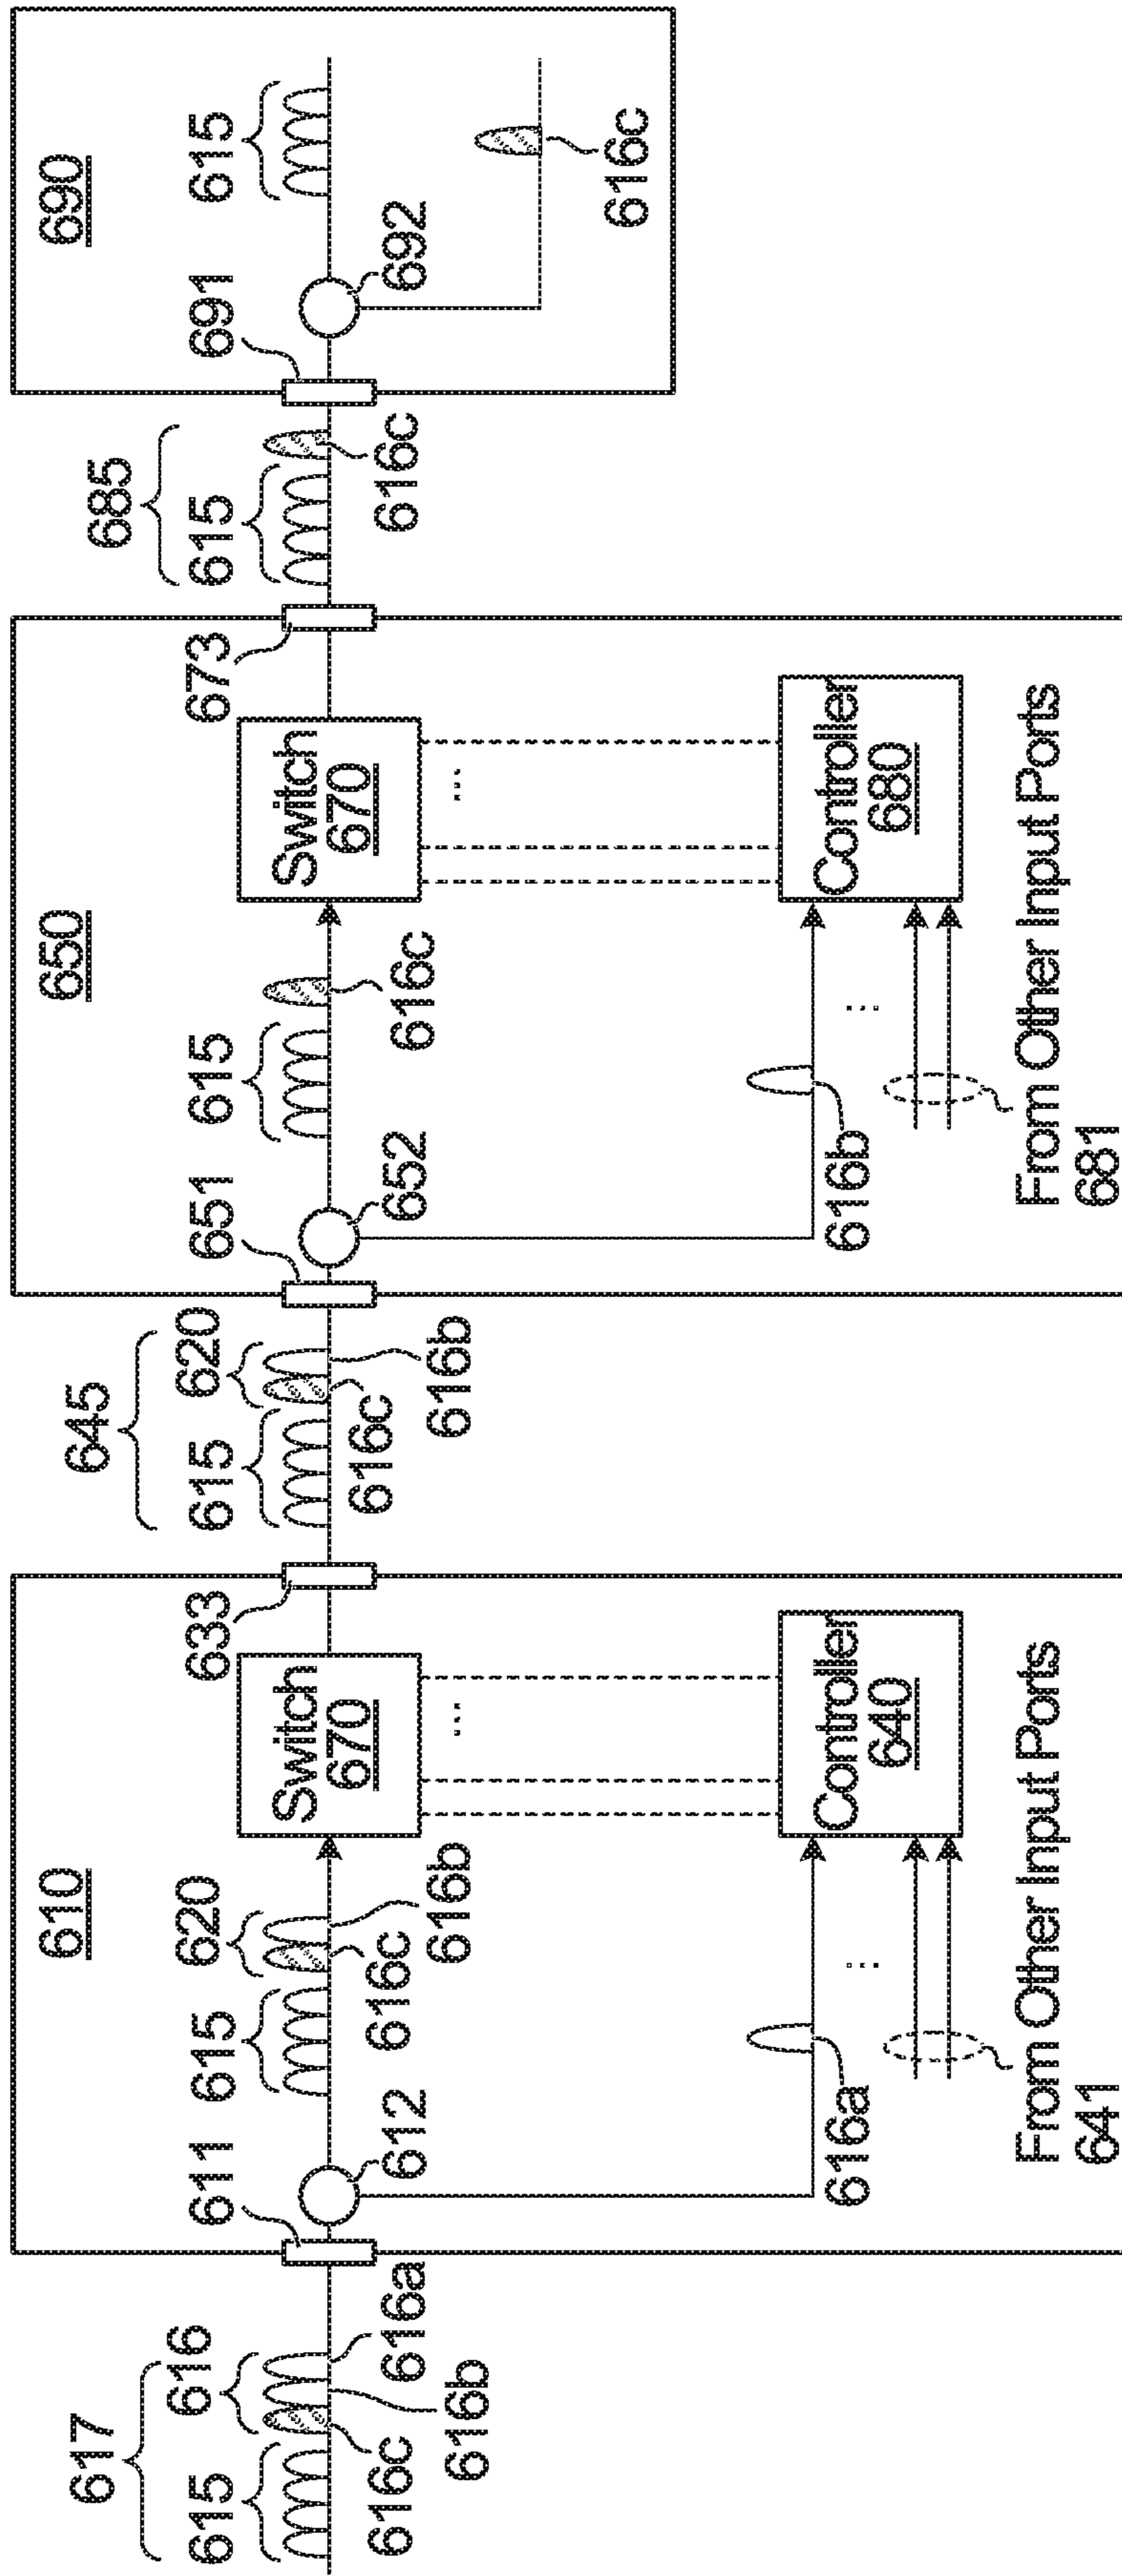 617
615
616
616c
616b
616a
610
611
612
615
620
616c
616b
Switch
670
633
616a
Controller
640
From Other Input Ports
641
645
615
620
616c
616b
650
651
652
615
616c
Switch
670
673
616b
Controller
680
From Other Input Ports
681
685
615
616c
690
691
692
615
616c